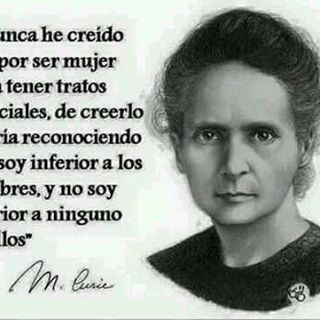 unca he creído
por ser mujer
a tener tratos
ciales, de creerlo
ría reconociendo
soy inferior a los
bres, y no soy
rior a ninguno
llos"
M. Curie